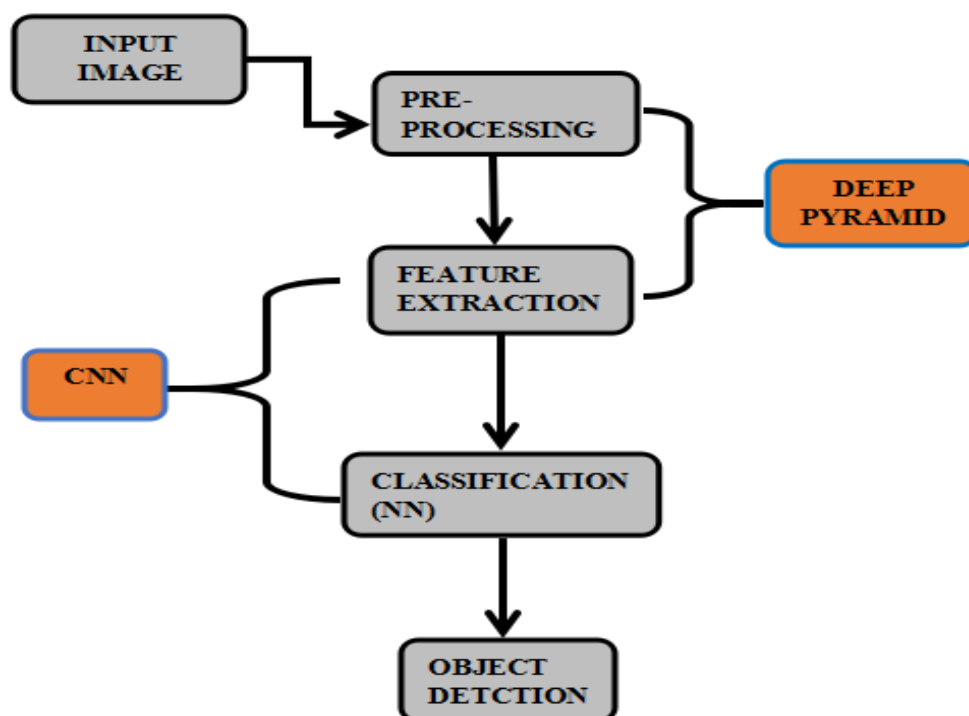 INPUT
IMAGE
PRE-
PROCESSING
DEEP
PYRAMID
FEATURE
EXTRACTION
CNN
CLASSIFICATION
(NN)
OBJECT
DETCTION